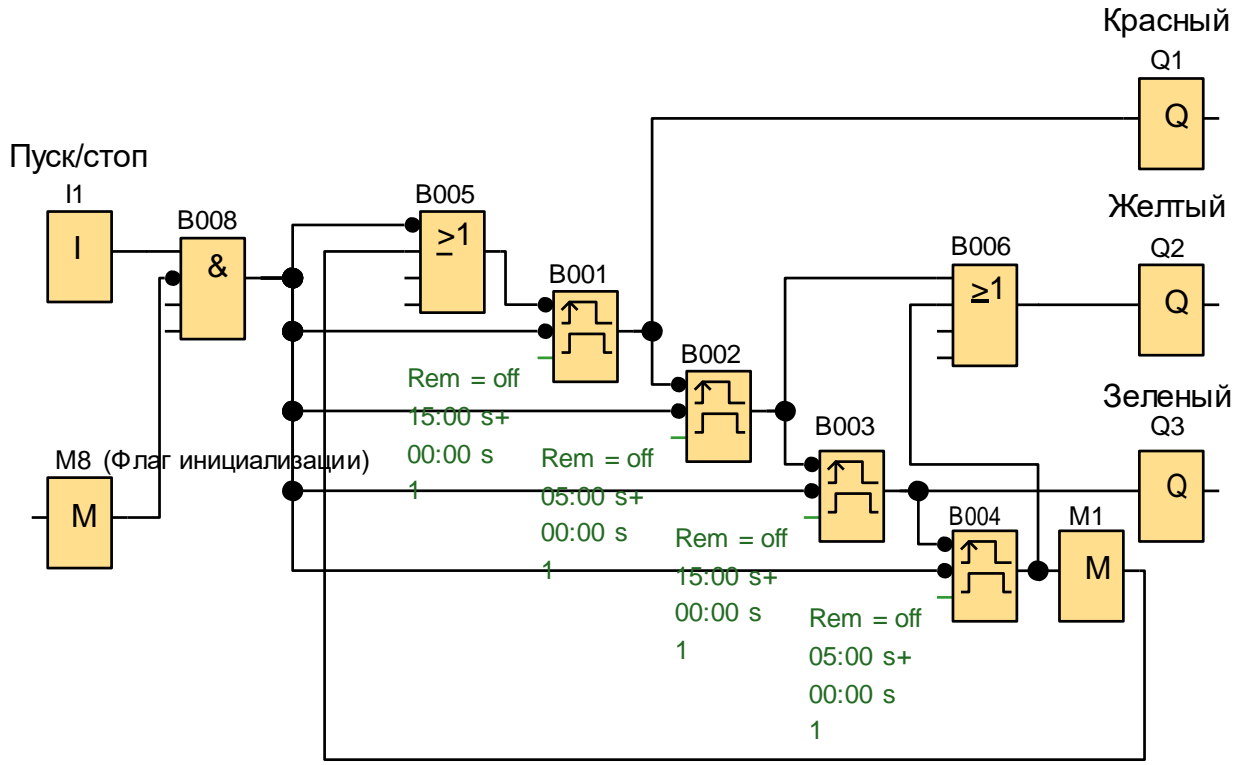 Красный
Q1
Q
Пуск/стоп
I1
I
B008
&
B005
≥1
B001
Желтый
B006
≥1
Q2
Q
B002
Rem = off
15:00 s+
00:00 s
1
Зеленый
Q3
Q
B003
M8 (Флаг инициализации)
M
Rem = off
05:00 s+
00:00 s
1
B004
M1
M
Rem = off
15:00 s+
00:00 s
1
Rem = off
05:00 s+
00:00 s
1